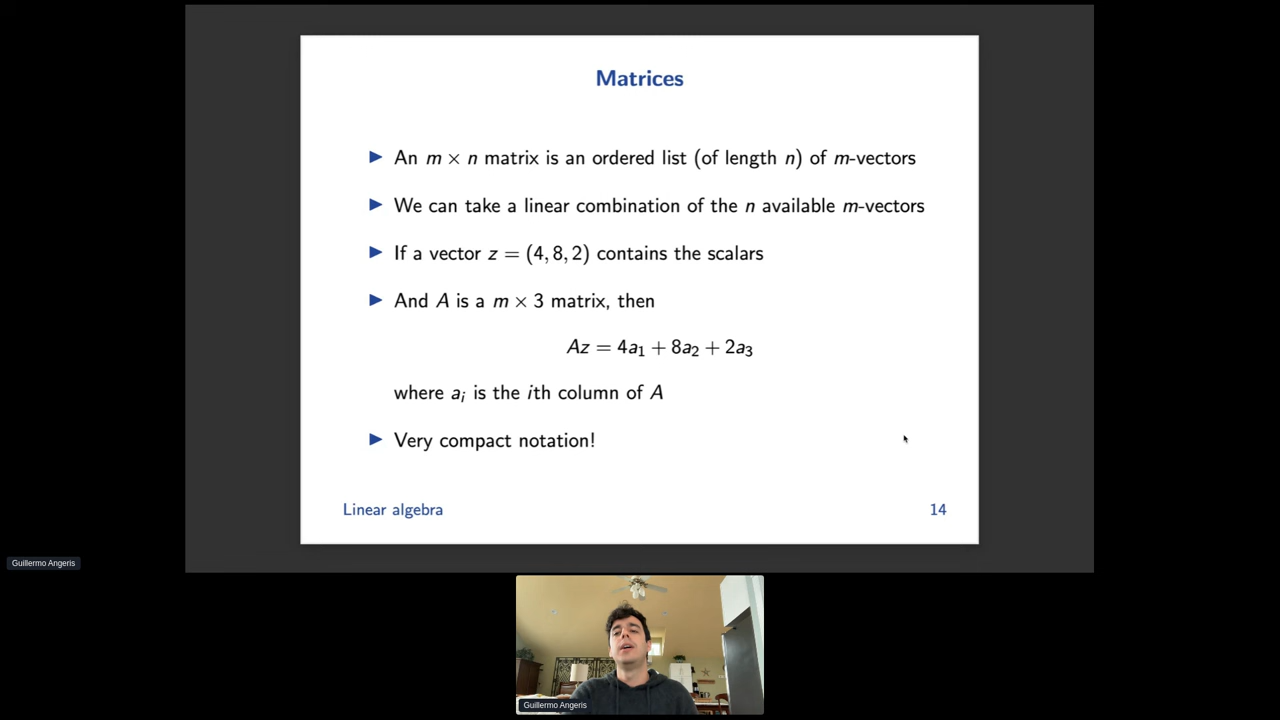 Matrices
▶ An m × n matrix is an ordered list (of length n) of m-vectors
▶ We can take a linear combination of the n available m-vectors
▶ If a vector z = (4, 8, 2) contains the scalars
▶ And A is a m × 3 matrix, then
Az = 4a₁ + 8a₂ + 2a₃
where aᵢ is the ith column of A
▶ Very compact notation!
Linear algebra
14
Guillermo Angeris
Guillermo Angeris